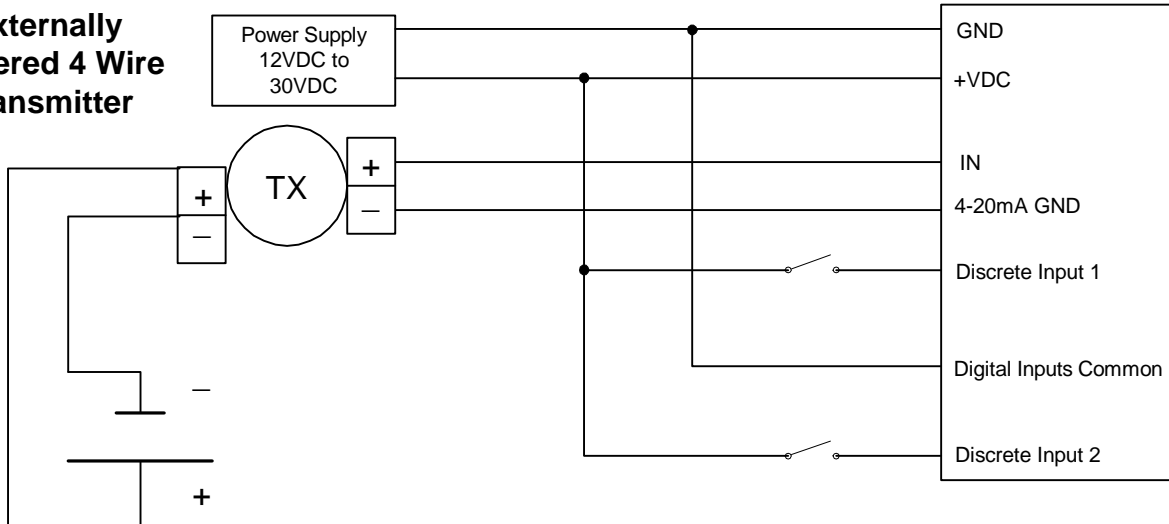 xternally
ered 4 Wire
ansmitter
Power Supply
12VDC to
30VDC
GND
+VDC
TX
+
−
+
−
IN
4-20mA GND
Discrete Input 1
Digital Inputs Common
Discrete Input 2
−
+